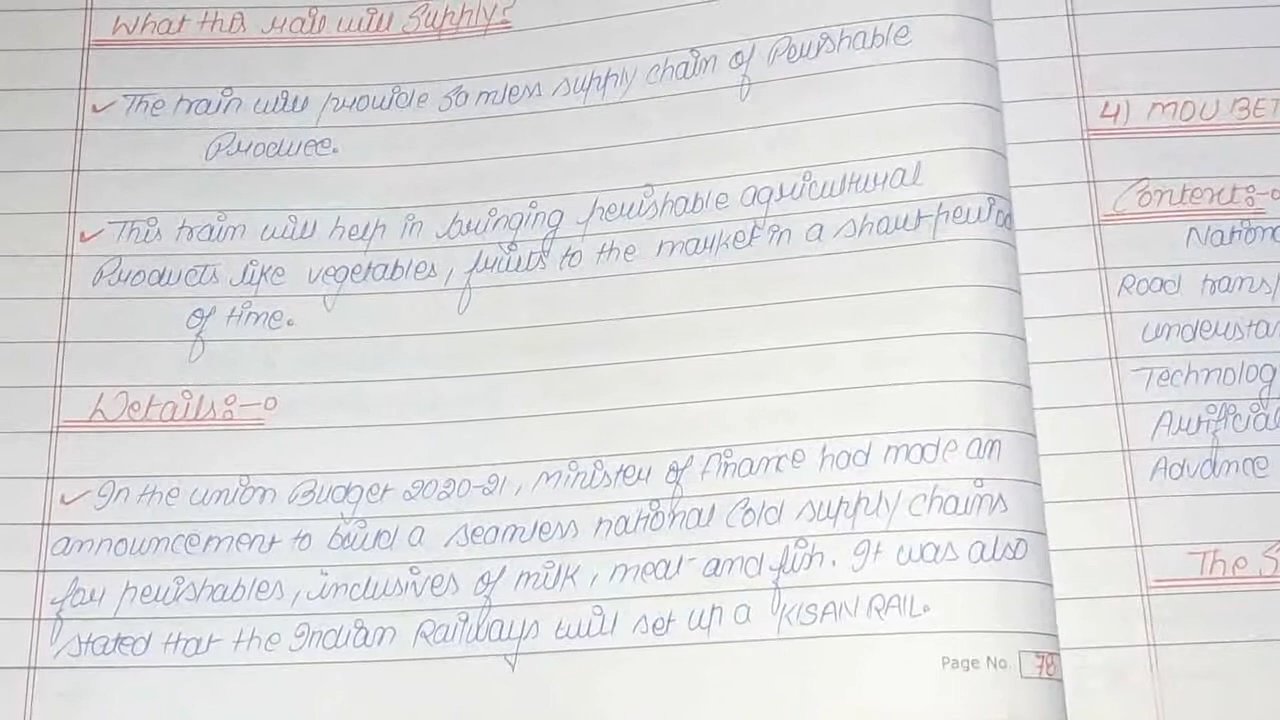 What this rail will Supply?
✓ The train will provide Samless supply chain of Perishable
Produce.
✓ This train will help in bringing perishable agricultural
Products like vegetables, fruits to the market in a short period
of time.
Details:-o
✓ In the union Budget 2020-21, Minister of finance had made an
announcement to build a seamless national Cold supply chains
for perishables, inclusives of milk, meat and fish. It was also
stated that the Indian Railways will set up a KISAN RAIL.
Page No. 78
4) MOU BET
Content:-o
Nation
Road trans
understa
Technolog
Artificia
Advance
The S